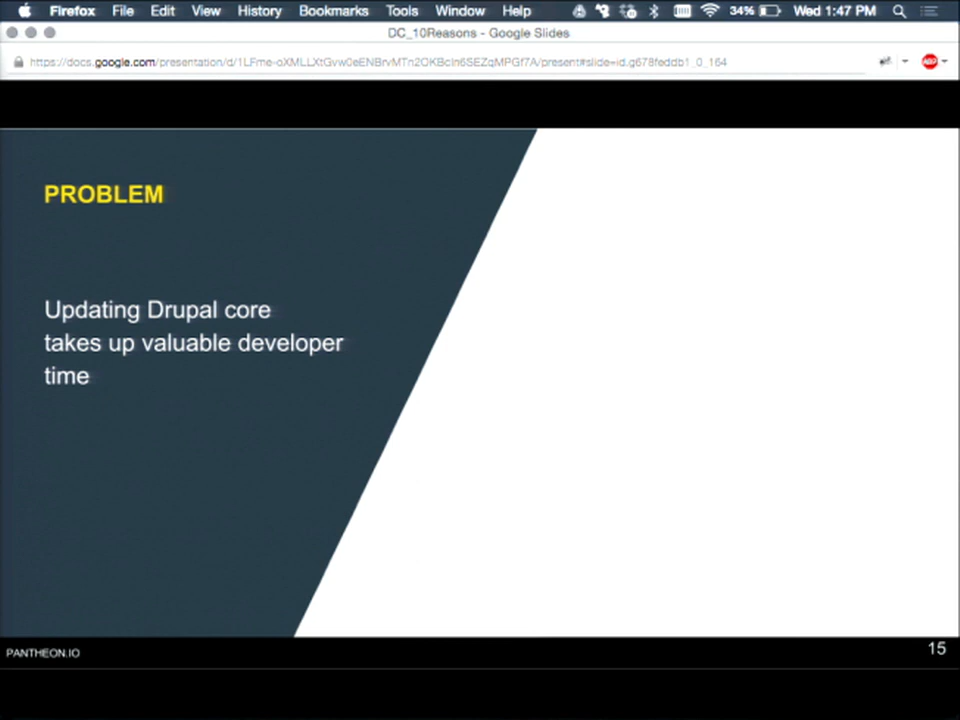 Firefox File Edit View History Bookmarks Tools Window Help 34% Wed 1:47 PM
DC_10Reasons - Google Slides
PROBLEM
Updating Drupal core
takes up valuable developer
time
PANTHEON.IO
15